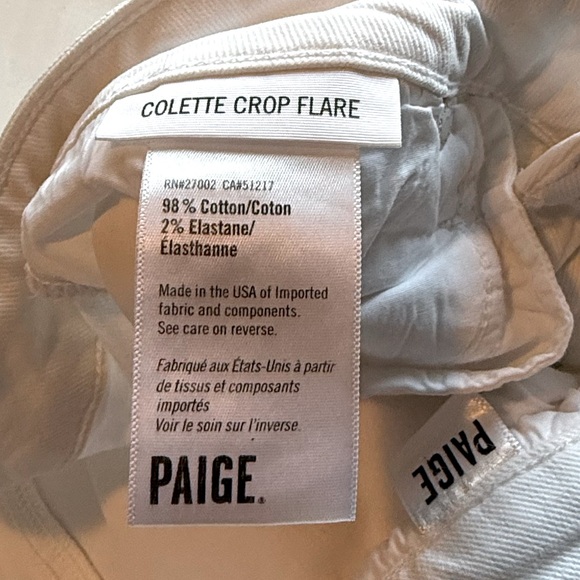 COLETTE CROP FLARE
RN#27002 CA#51217
98% Cotton/Coton
2% Elastane/
Élasthanne
Made in the USA of Imported
fabric and components.
See care on reverse.
Fabriqué aux États-Unis à partir
de tissus et composants
importés
Voir le soin sur l'inverse.
PAIGE®
PAIGE